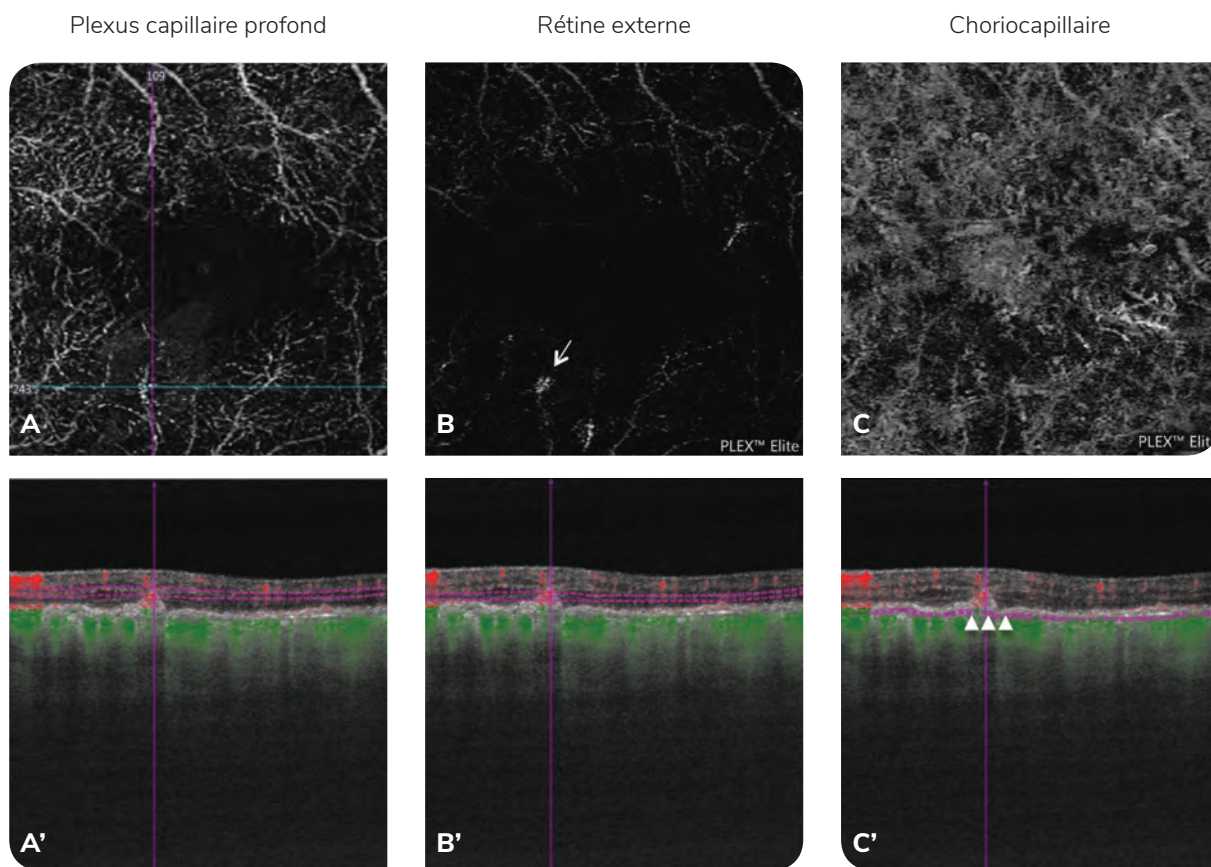 Plexus capillaire profond
Rétine externe
Choriocapillaire
109
243
A
B
PLEX™ Elite
C
PLEX™ Elit
A’
B’
C’